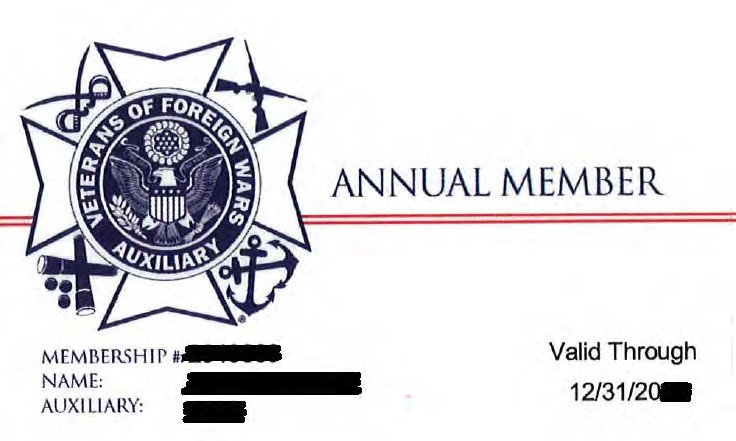 VETERANS OF FOREIGN WARS
AUXILIARY
®
ANNUAL MEMBER
MEMBERSHIP #:
NAME:
AUXILIARY:
Valid Through
12/31/20